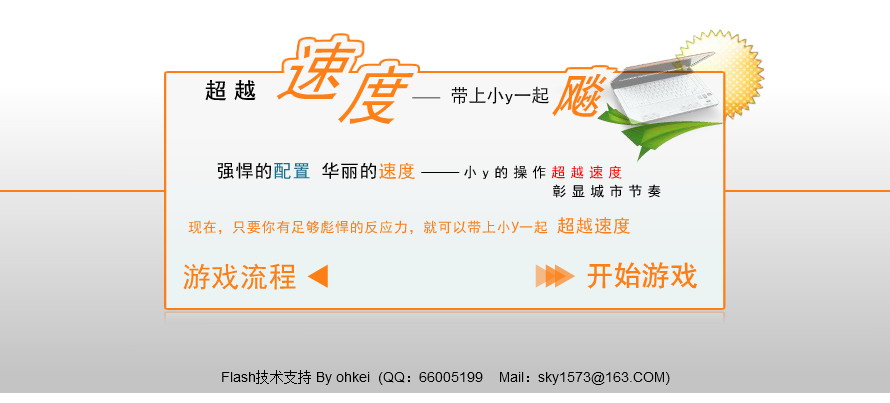 超越 速度 —— 带上小y一起 飚
强悍的配置 华丽的速度 ——小y的操作超越速度
彰显城市节奏
现在，只要你有足够彪悍的反应力，就可以带上小y一起 超越速度
游戏流程 开始游戏
Flash技术支持 By ohkei (QQ：66005199 Mail：sky1573@163.COM)